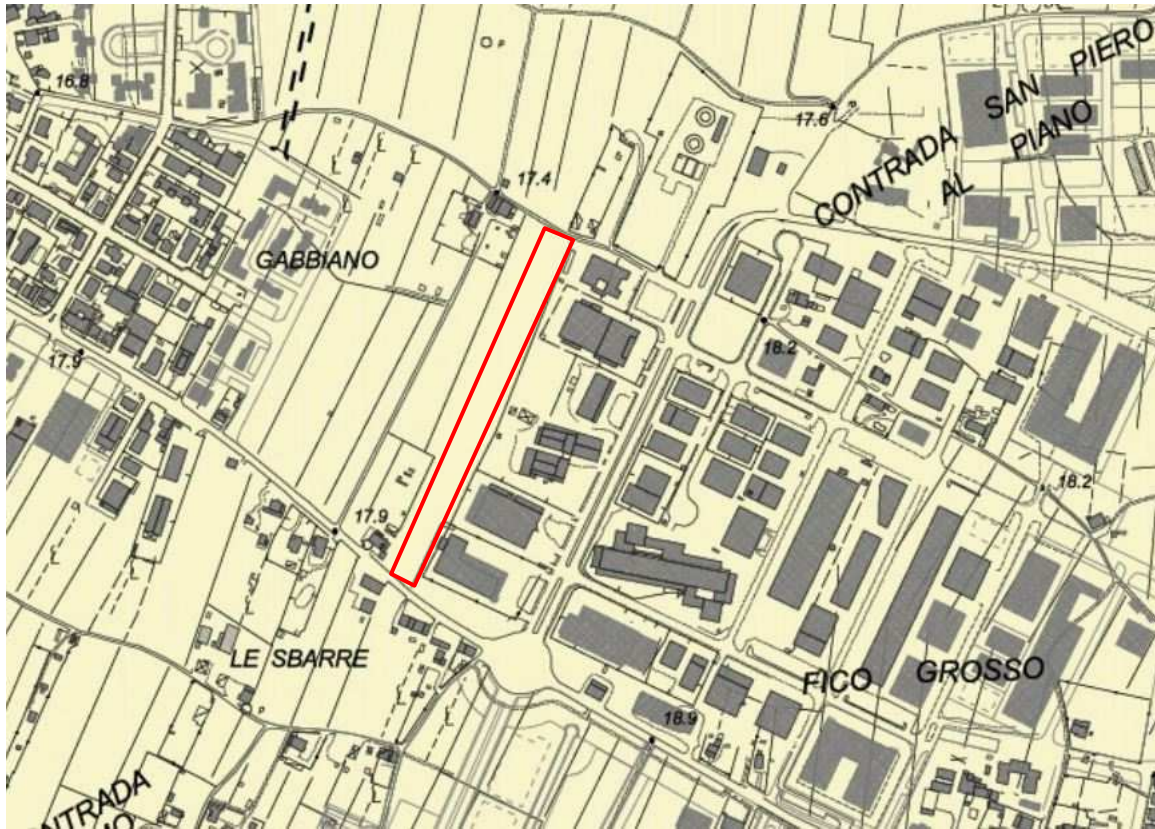 16.8
P
17.6
CONTRADA SAN PIERO
AL PIANO
17.4
GABBIANO
17.9
18.2
Pis
17.9
18.2
LE SBARRE
FICO GROSSO
18.9